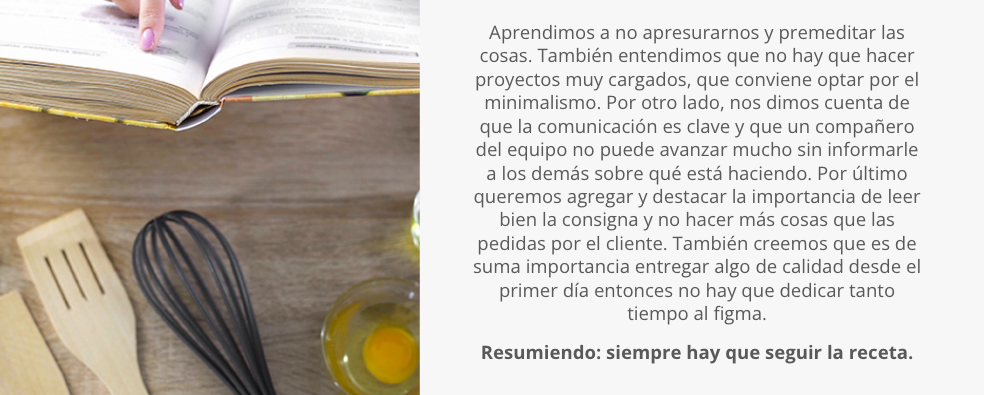 Aprendimos a no apresurarnos y premeditar las
cosas. También entendimos que no hay que hacer
proyectos muy cargados, que conviene optar por el
minimalismo. Por otro lado, nos dimos cuenta de
que la comunicación es clave y que un compañero
del equipo no puede avanzar mucho sin informarle
a los demás sobre qué está haciendo. Por último
queremos agregar y destacar la importancia de leer
bien la consigna y no hacer más cosas que las
pedidas por el cliente. También creemos que es de
suma importancia entregar algo de calidad desde el
primer día entonces no hay que dedicar tanto
tiempo al figma.
Resumiendo: siempre hay que seguir la receta.